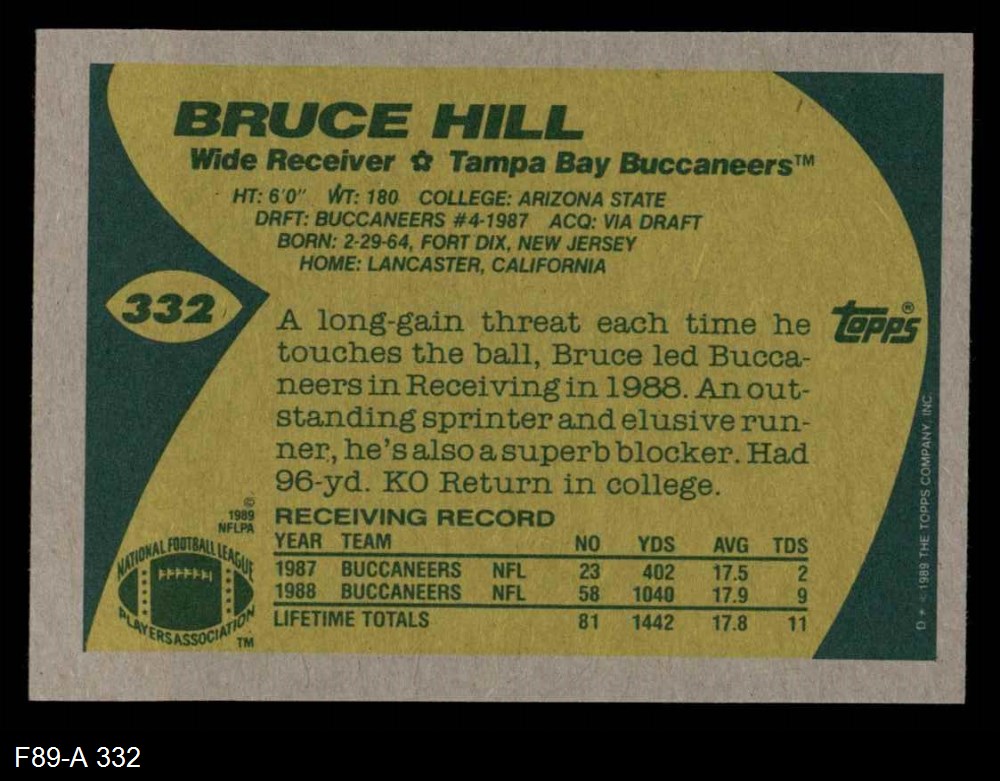 BRUCE HILL
Wide Receiver ✿ Tampa Bay Buccaneers™
HT: 6'0" WT: 180 COLLEGE: ARIZONA STATE
DRFT: BUCCANEERS #4-1987 ACQ: VIA DRAFT
BORN: 2-29-64, FORT DIX, NEW JERSEY
HOME: LANCASTER, CALIFORNIA
332
topps®
A long-gain threat each time he
touches the ball, Bruce led Bucca-
neers in Receiving in 1988. An out-
standing sprinter and elusive run-
ner, he's also a superb blocker. Had
96-yd. KO Return in college.
©
1989
NFLPA
NATIONAL FOOTBALL LEAGUE
PLAYERS ASSOCIATION
TM
RECEIVING RECORD
YEAR TEAM NO YDS AVG TDS
1987 BUCCANEERS NFL 23 402 17.5 2
1988 BUCCANEERS NFL 58 1040 17.9 9
LIFETIME TOTALS 81 1442 17.8 11
D * © 1989 THE TOPPS COMPANY, INC.
F89-A 332